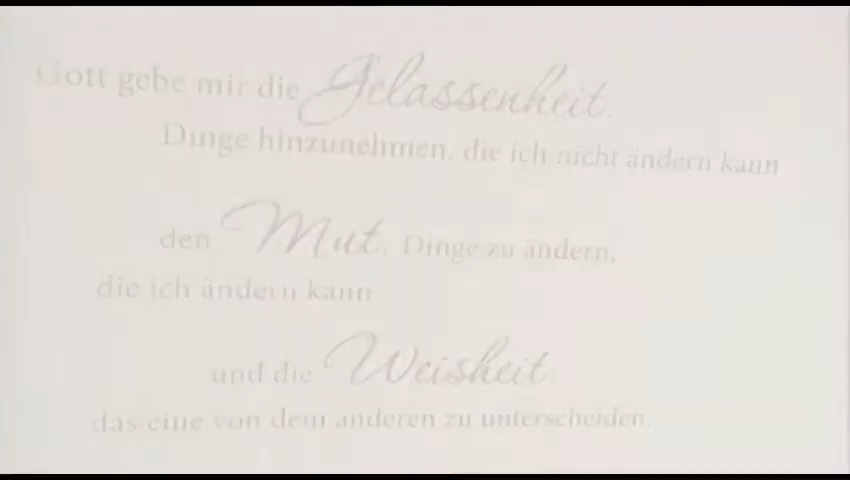 Gott gebe mir die Gelassenheit,
Dinge hinzunehmen, die ich nicht ändern kann
den Mut, Dinge zu ändern,
die ich ändern kann
und die Weisheit
das eine von dem anderen zu unterscheiden.